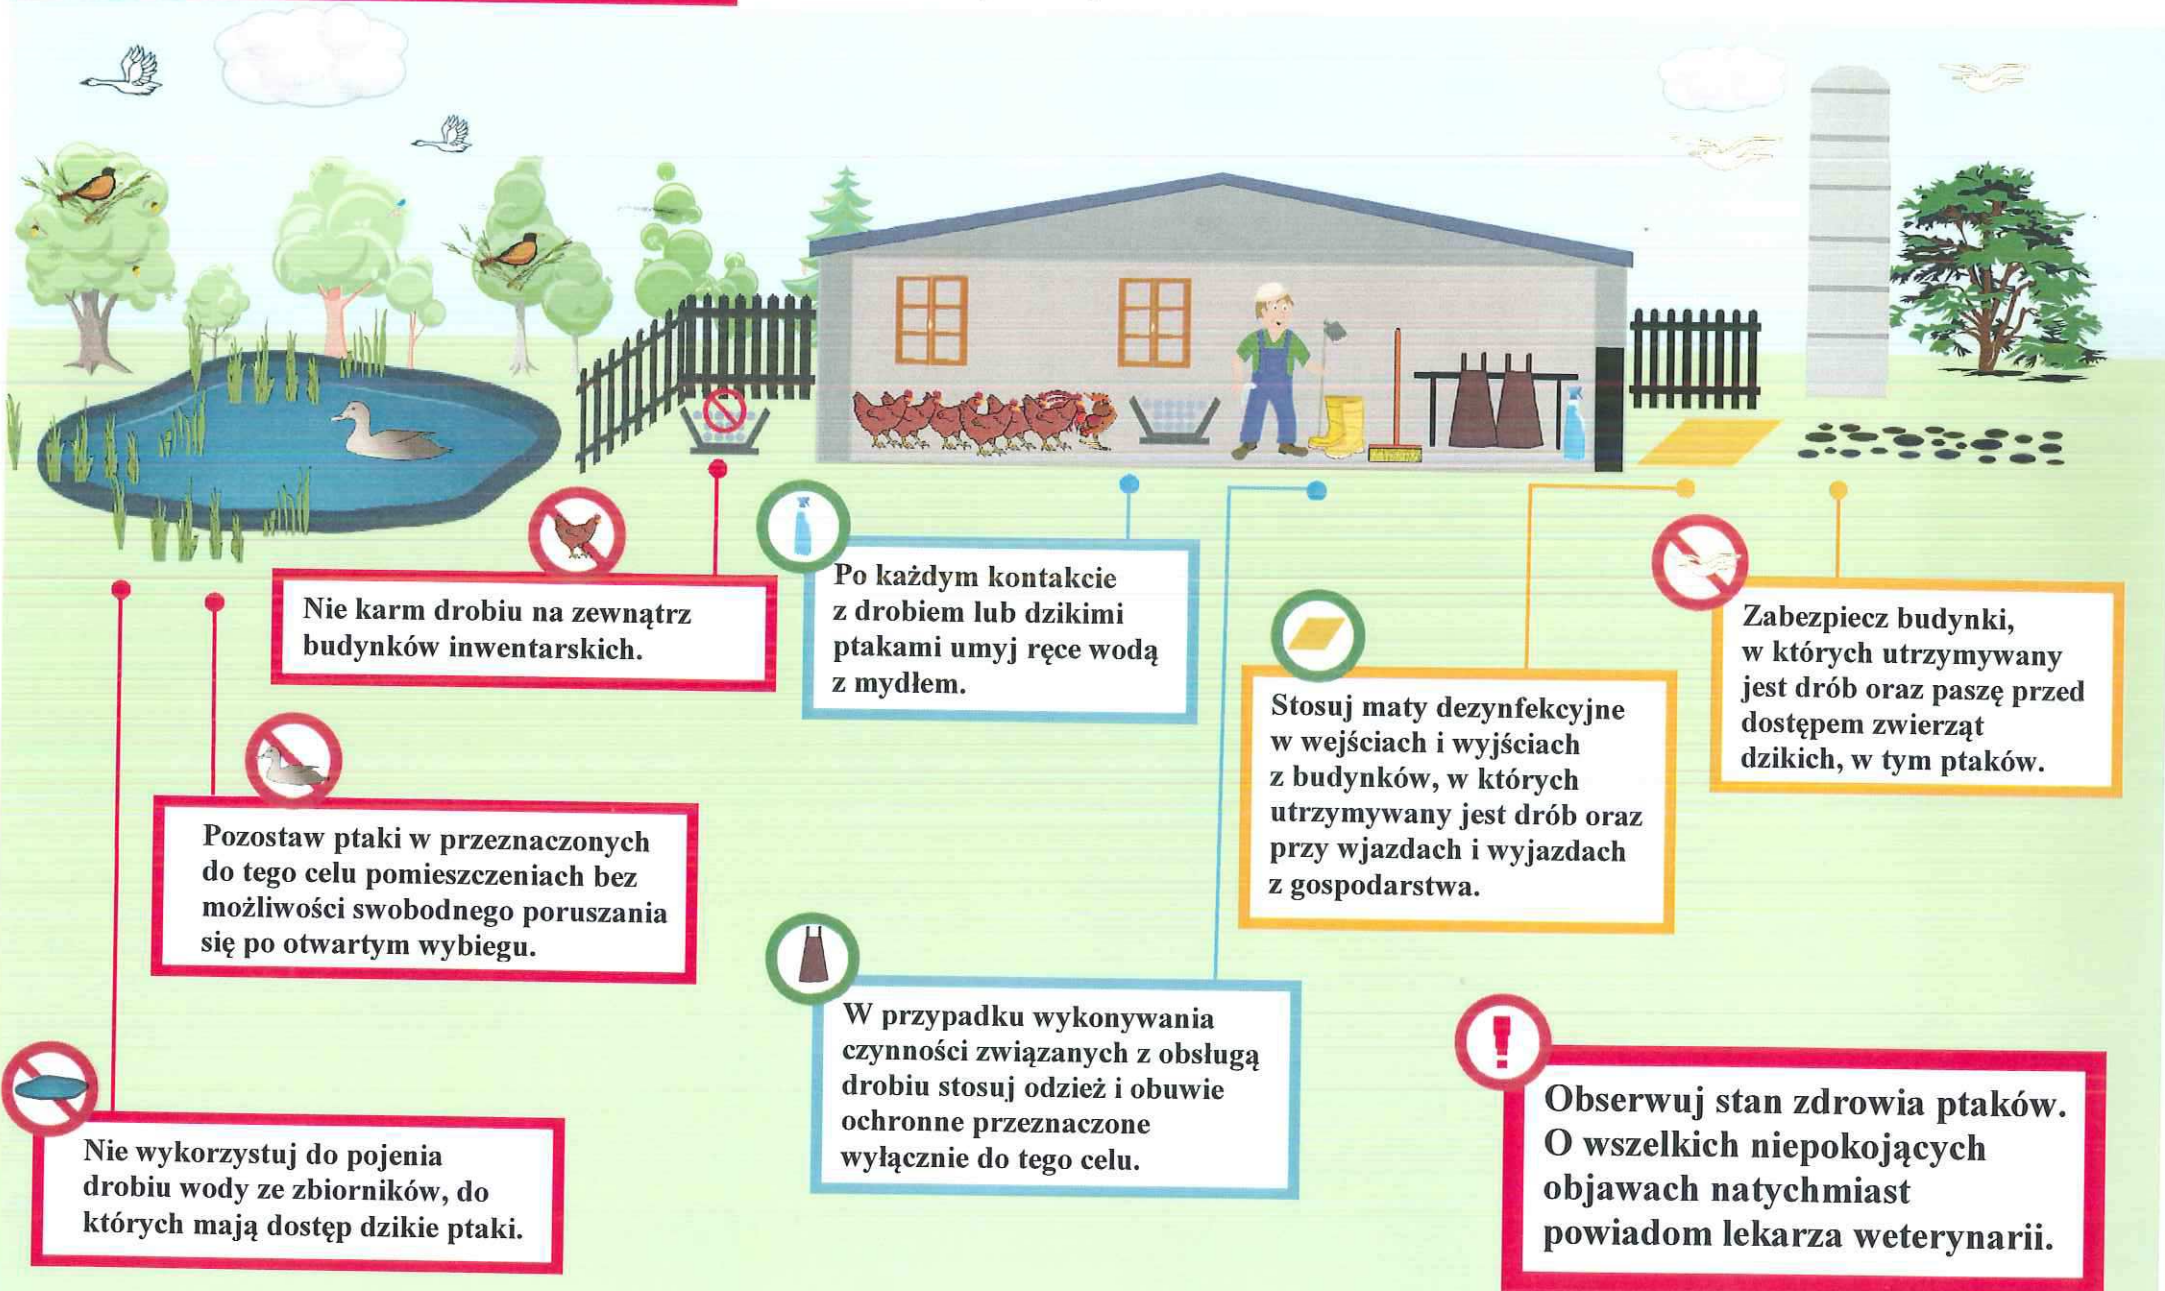 Nie karm drobiu na zewnątrz
budynków inwentarskich.
Po każdym kontakcie
z drobiem lub dzikimi
ptakami umyj ręce wodą
z mydłem.
Zabezpiecz budynki,
w których utrzymywany
jest drób oraz paszę przed
dostępem zwierząt
dzikich, w tym ptaków.
Stosuj maty dezynfekcyjne
w wejściach i wyjściach
z budynków, w których
utrzymywany jest drób oraz
przy wjazdach i wyjazdach
z gospodarstwa.
Pozostaw ptaki w przeznaczonych
do tego celu pomieszczeniach bez
możliwości swobodnego poruszania
się po otwartym wybiegu.
W przypadku wykonywania
czynności związanych z obsługą
drobiu stosuj odzież i obuwie
ochronne przeznaczone
wyłącznie do tego celu.
Nie wykorzystuj do pojenia
drobiu wody ze zbiorników, do
których mają dostęp dzikie ptaki.
Obserwuj stan zdrowia ptaków.
O wszelkich niepokojących
objawach natychmiast
powiadom lekarza weterynarii.